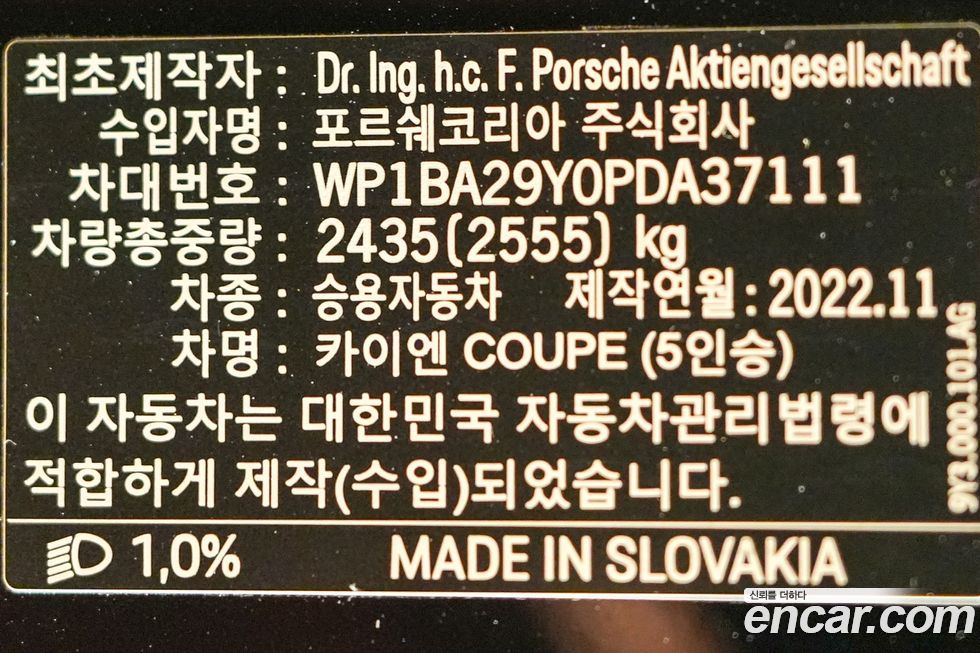 최초제작자 : Dr. Ing. h.c. F. Porsche Aktiengesellschaft
수입자명 : 포르쉐코리아 주식회사
차대번호 : WP1BA29Y0PDA37111
차량총중량 : 2435(2555) kg
차종 : 승용자동차 제작연월 : 2022.11
차명 : 카이엔 COUPE (5인승)
이 자동차는 대한민국 자동차관리법령에
적합하게 제작(수입)되었습니다.
9Y3.000.101.AG
1,0% MADE IN SLOVAKIA
신뢰를 더하다
encar.com